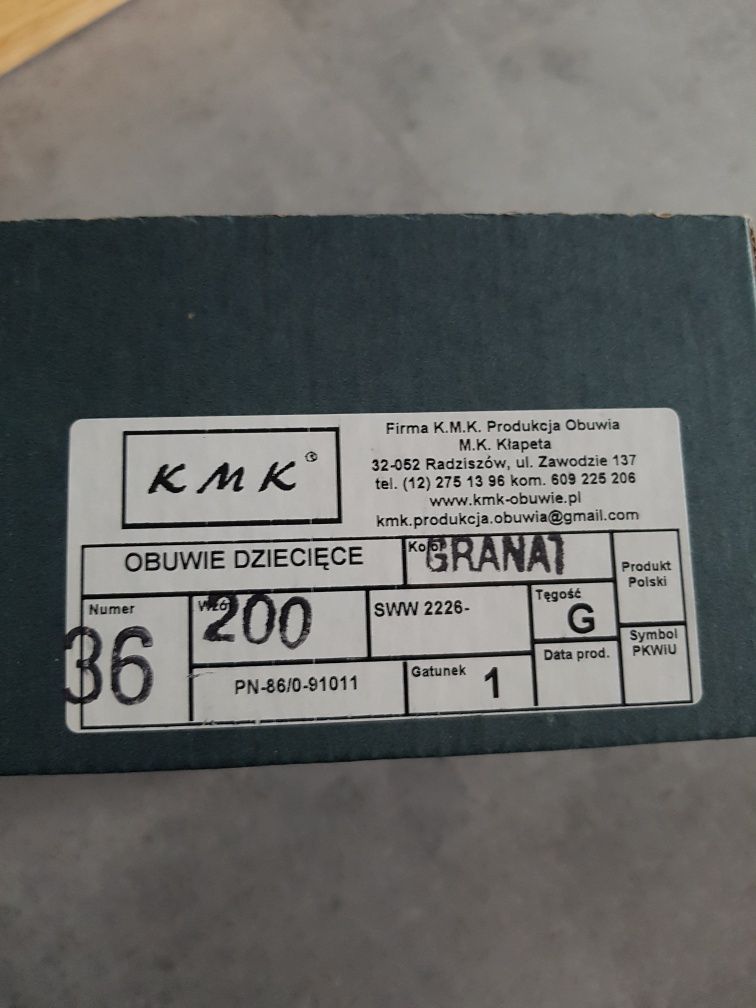 KMK®
Firma K.M.K. Produkcja Obuwia
M.K. Kłapeta
32-052 Radziszów, ul. Zawodzie 137
tel. (12) 275 13 96 kom. 609 225 206
www.kmk-obuwie.pl
kmk.produkcja.obuwia@gmail.com
OBUWIE DZIECIĘCE
Kolor GRANAT
Produkt
Polski
Numer
36
Wzór
200
SWW 2226-
Tęgość
G
PN-86/0-91011
Gatunek 1
Data prod.
Symbol
PKWiU